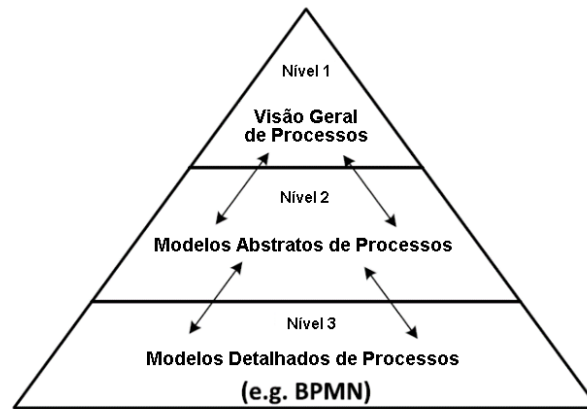 Nível 1
Visão Geral
de Processos
Nível 2
Modelos Abstratos de Processos
Nível 3
Modelos Detalhados de Processos
(e.g. BPMN)